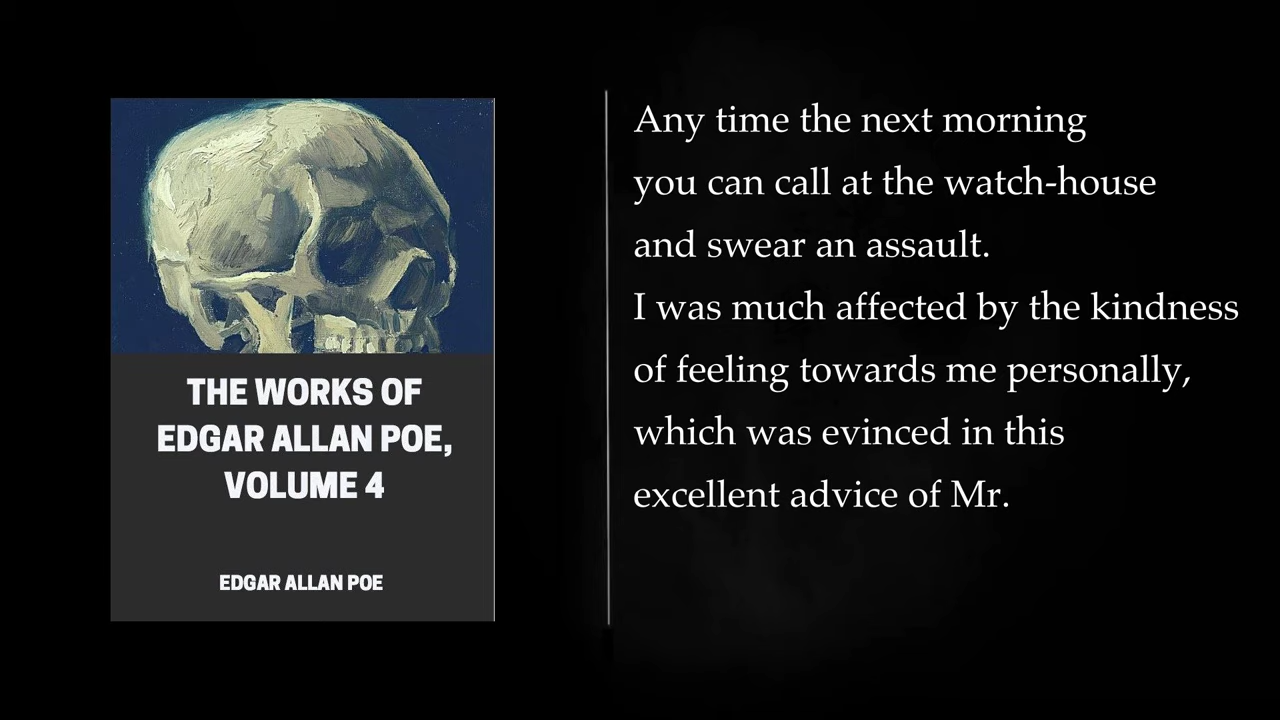 THE WORKS OF
EDGAR ALLAN POE,
VOLUME 4
EDGAR ALLAN POE
Any time the next morning
you can call at the watch-house
and swear an assault.
I was much affected by the kindness
of feeling towards me personally,
which was evinced in this
excellent advice of Mr.